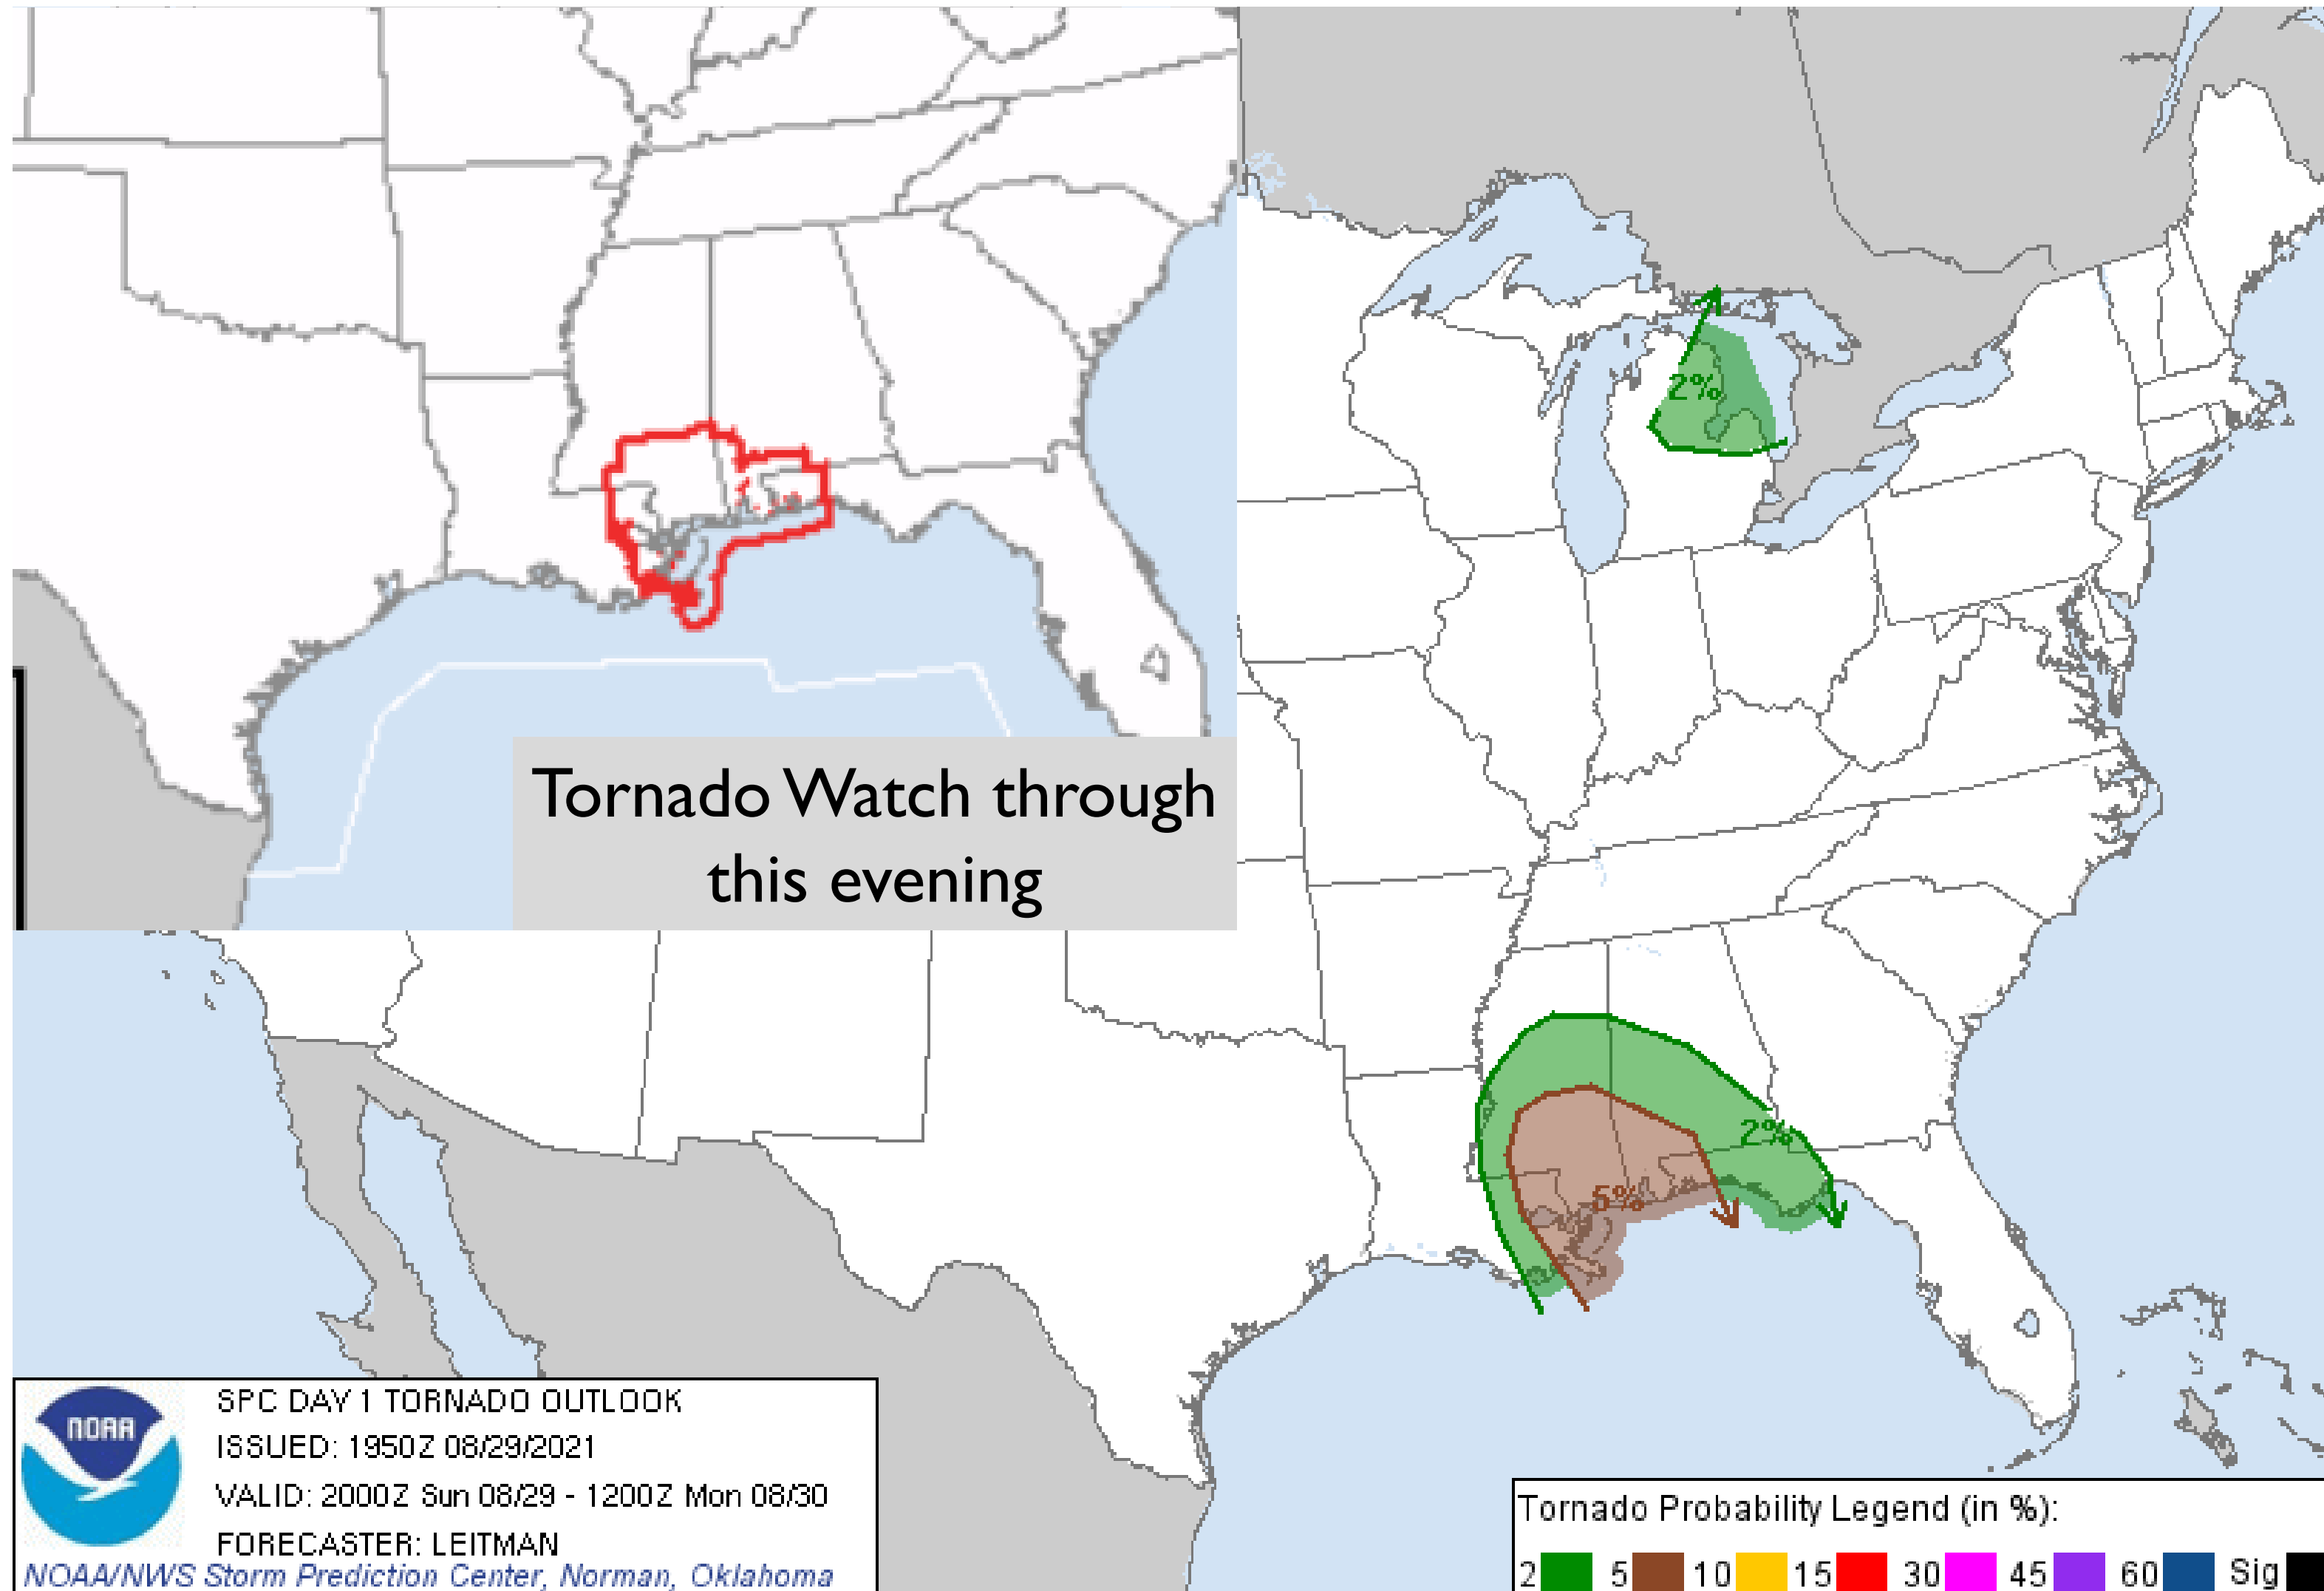 Tornado Watch through
this evening
2%
2%
5%
NOAA
SPC DAY 1 TORNADO OUTLOOK
ISSUED: 1950Z 08/29/2021
VALID: 2000Z Sun 08/29 - 1200Z Mon 08/30
FORECASTER: LEITMAN
NOAA/NWS Storm Prediction Center, Norman, Oklahoma
Tornado Probability Legend (in %):
2 5 10 15 30 45 60 Sig